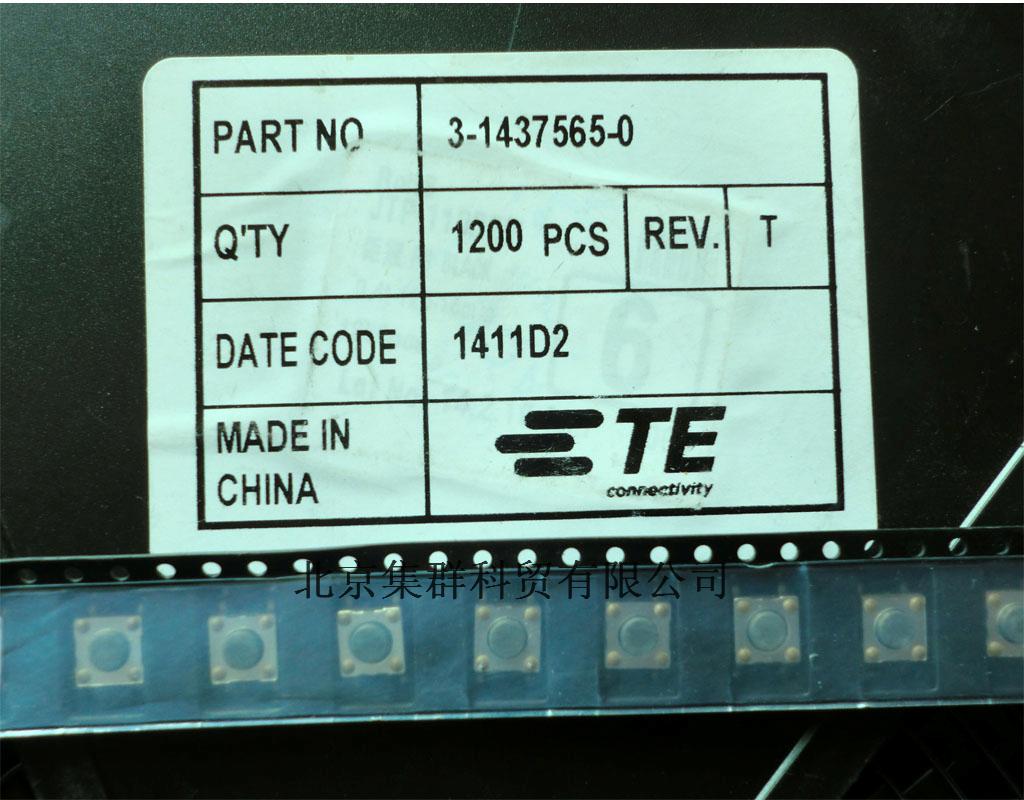 PART NO 3-1437565-0
Q'TY 1200 PCS REV. T
DATE CODE 1411D2
MADE IN
CHINA
TE
connectivity
北京集群科贸有限公司